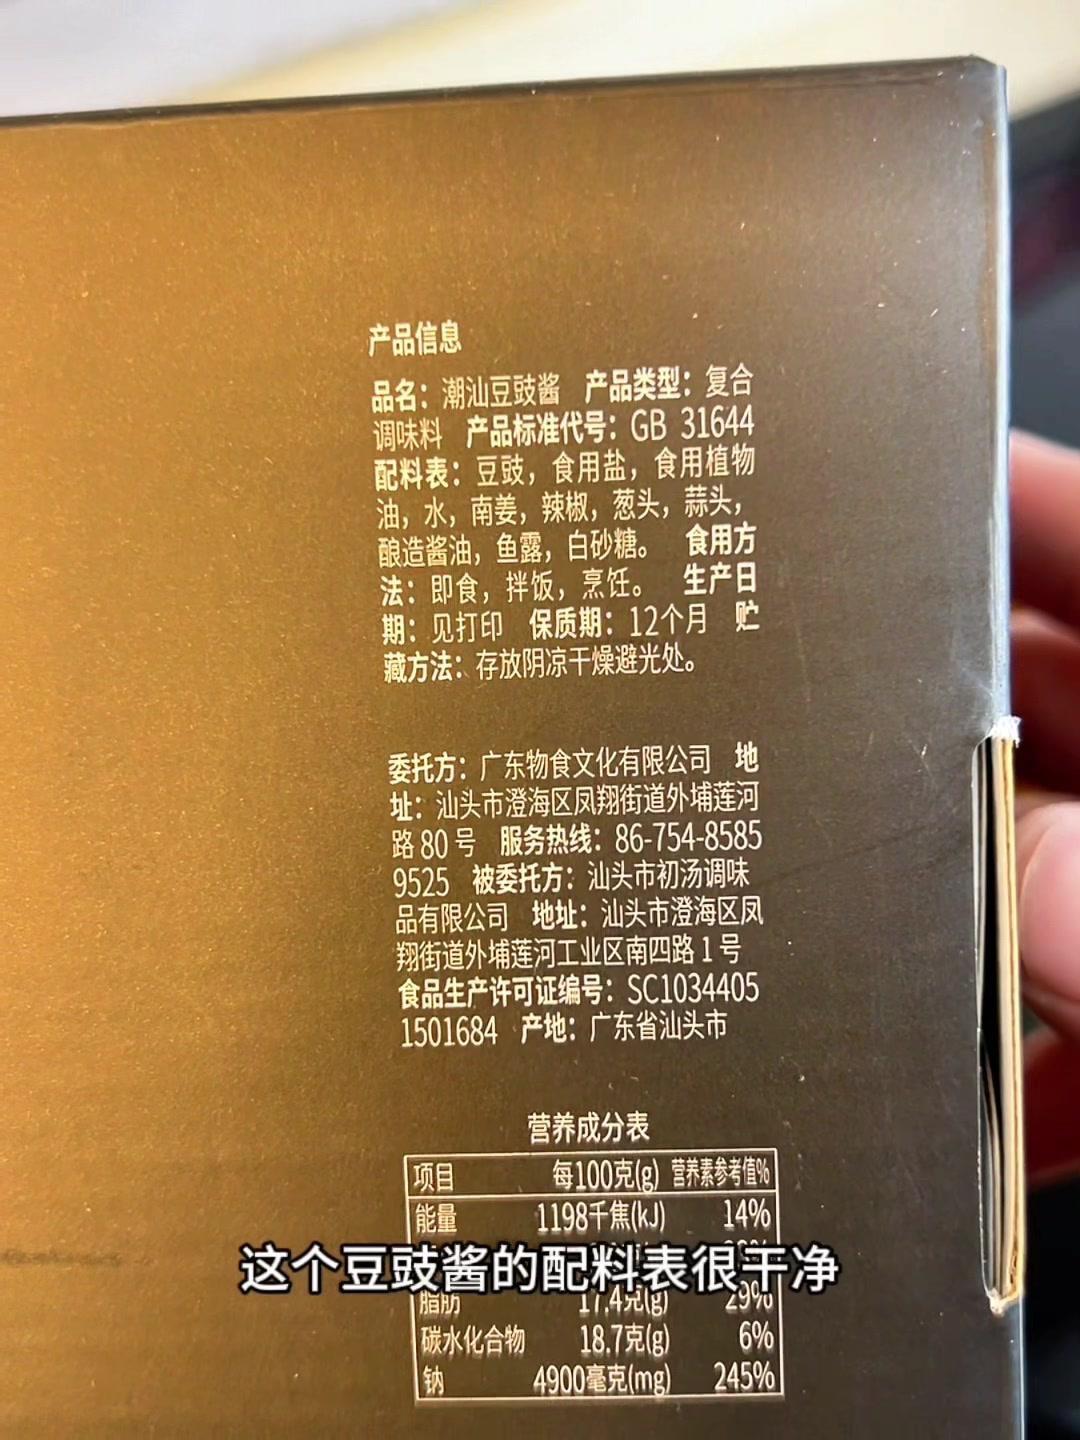 产品信息
品名：潮汕豆豉酱 产品类型：复合
调味料 产品标准代号：GB 31644
配料表：豆豉，食用盐，食用植物
油，水，南姜，辣椒，葱头，蒜头，
酿造酱油，鱼露，白砂糖。 食用方
法：即食，拌饭，烹饪。 生产日
期：见打印 保质期：12个月 贮
藏方法：存放阴凉干燥避光处。
委托方：广东物食文化有限公司 地
址：汕头市澄海区凤翔街道外埔莲河
路80号 服务热线：86-754-8585
9525 被委托方：汕头市初汤调味
品有限公司 地址：汕头市澄海区凤
翔街道外埔莲河工业区南四路1号
食品生产许可证编号：SC1034405
1501684 产地：广东省汕头市
营养成分表
项目 每100克(g) 营养素参考值%
能量 1198千焦(kJ) 14%
这个豆豉酱的配料表很干净
脂肪 17.4克(g) 29%
碳水化合物 18.7克(g) 6%
钠 4900毫克(mg) 245%